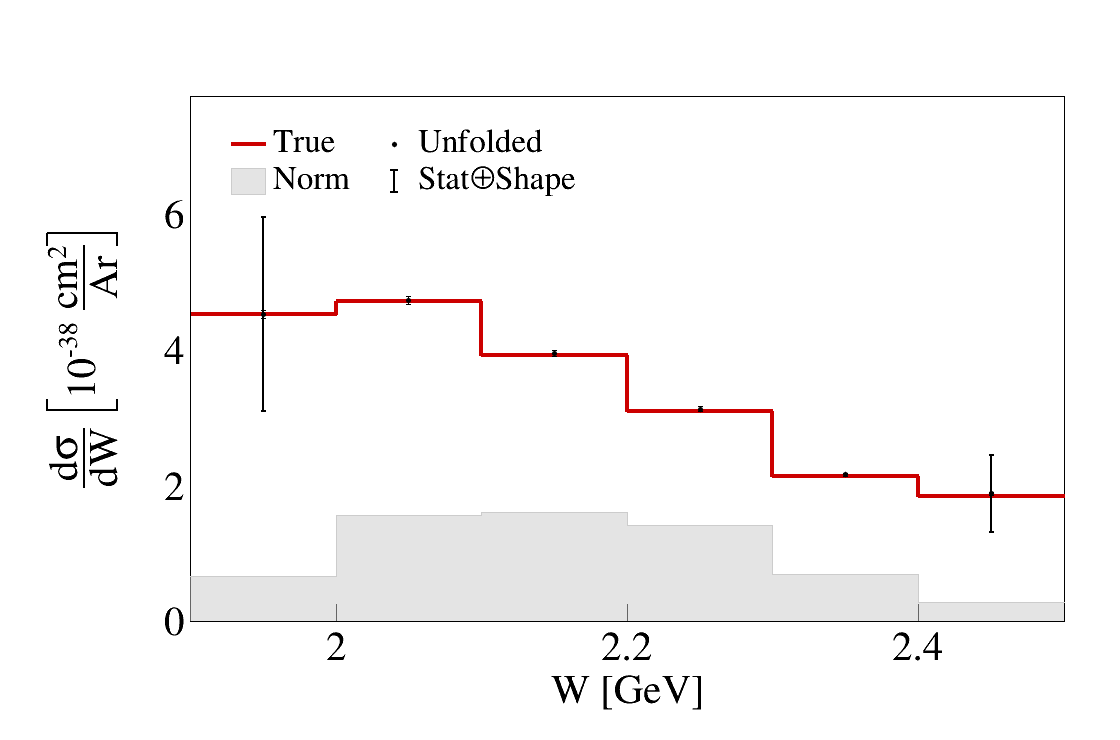 True
Unfolded
Norm
Stat⊕Shape
dσ/dW [10⁻³⁸ cm²/Ar]
6
4
2
0
2
2.2
2.4
W [GeV]